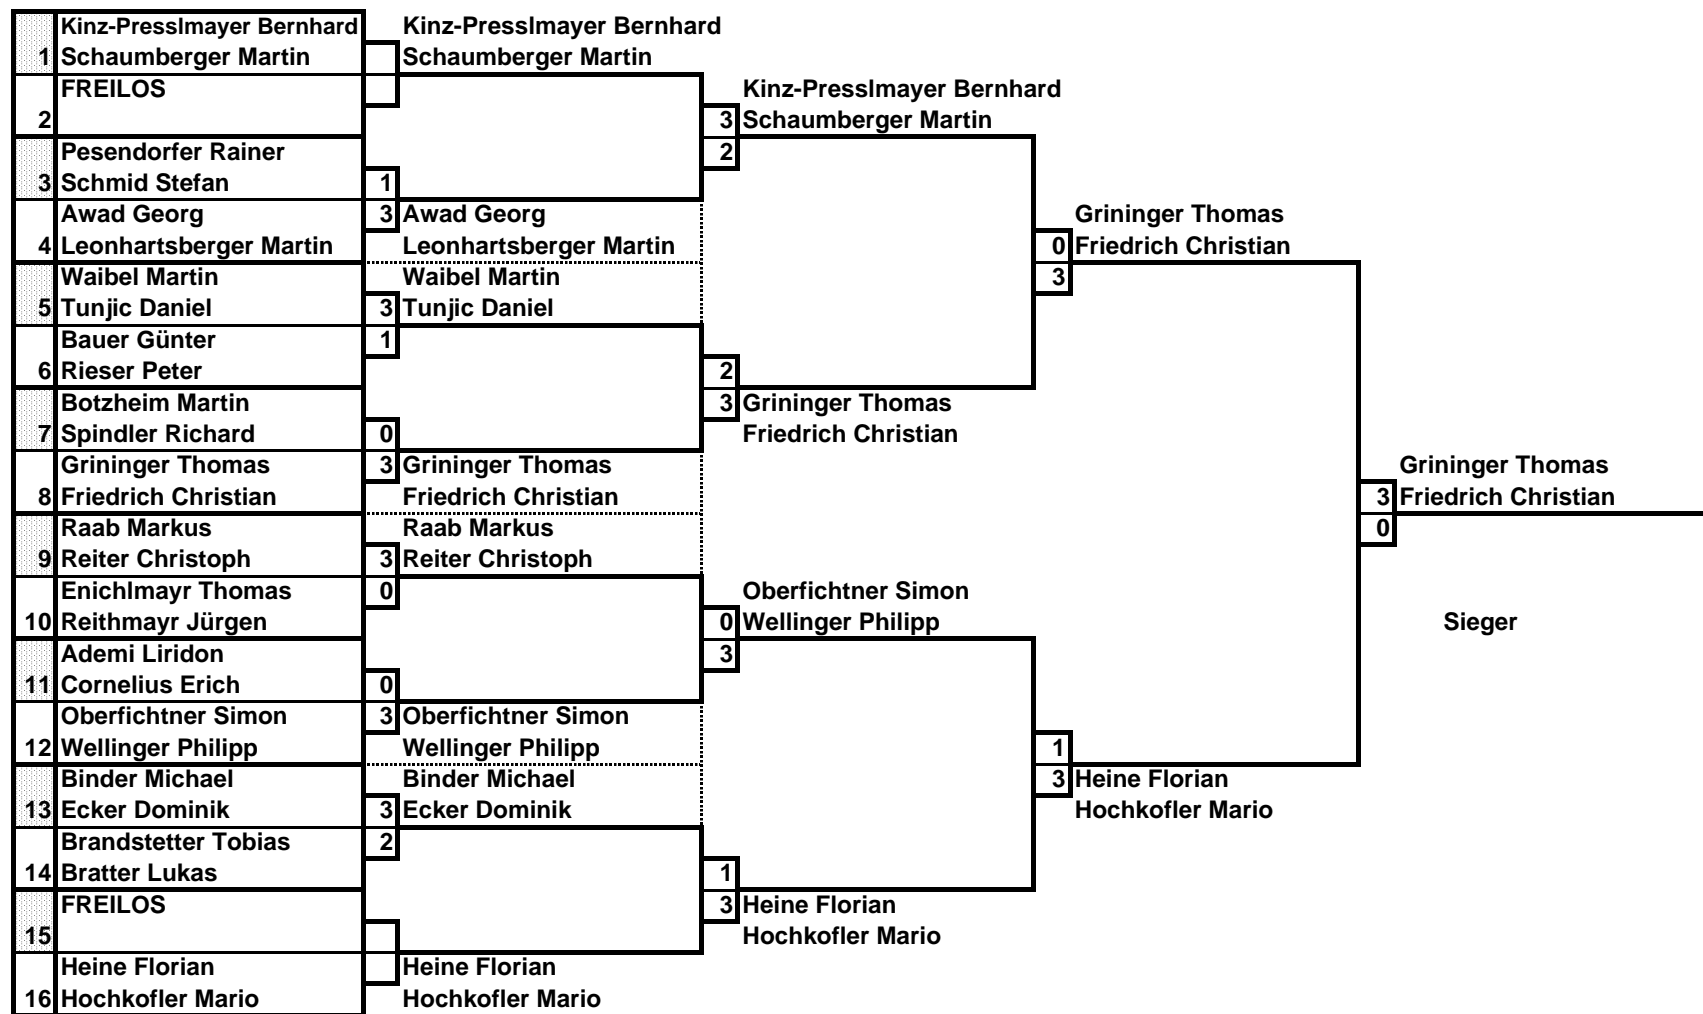 Kinz-Presslmayer Bernhard Kinz-Presslmayer Bernhard
1 Schaumberger Martin Schaumberger Martin
FREILOS Kinz-Presslmayer Bernhard
2 3 Schaumberger Martin
Pesendorfer Rainer 2
3 Schmid Stefan 1
Awad Georg 3 Awad Georg Grininger Thomas
4 Leonhartsberger Martin Leonhartsberger Martin 0 Friedrich Christian
Waibel Martin Waibel Martin 3
5 Tunjic Daniel 3 Tunjic Daniel
Bauer Günter 1
6 Rieser Peter 2
Botzheim Martin 3 Grininger Thomas
7 Spindler Richard 0 Friedrich Christian
Grininger Thomas 3 Grininger Thomas Grininger Thomas
8 Friedrich Christian Friedrich Christian 3 Friedrich Christian
Raab Markus Raab Markus 0
9 Reiter Christoph 3 Reiter Christoph
Enichlmayr Thomas 0 Oberfichtner Simon
10 Reithmayr Jürgen 0 Wellinger Philipp Sieger
Ademi Liridon 3
11 Cornelius Erich 0
Oberfichtner Simon 3 Oberfichtner Simon
12 Wellinger Philipp Wellinger Philipp 1
Binder Michael Binder Michael 3 Heine Florian
13 Ecker Dominik 3 Ecker Dominik Hochkofler Mario
Brandstetter Tobias 2
14 Bratter Lukas 1
FREILOS 3 Heine Florian
15 Hochkofler Mario
Heine Florian Heine Florian
16 Hochkofler Mario Hochkofler Mario